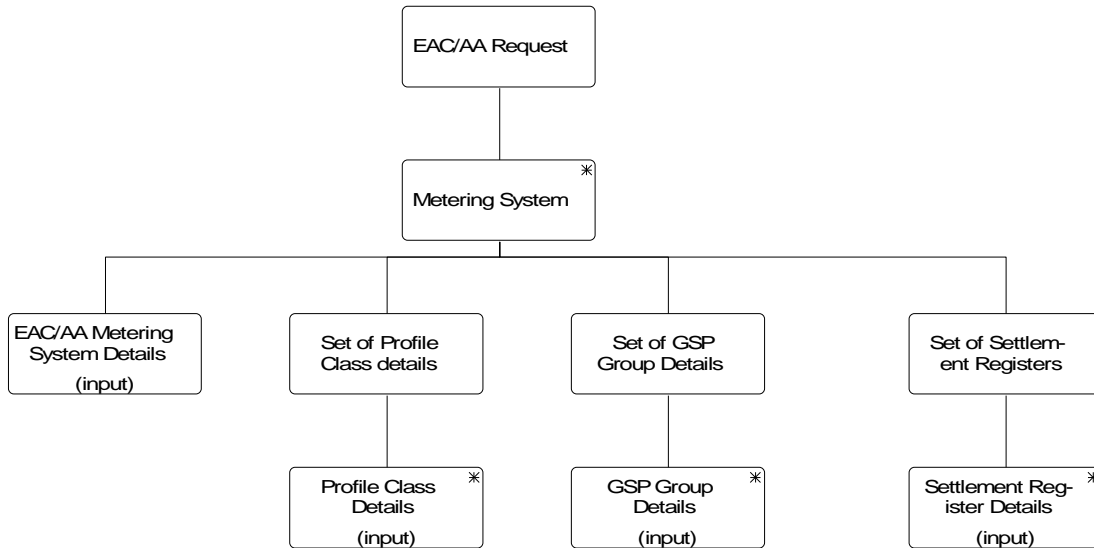 EAC/AA Request
*
Metering System
EAC/AA Metering
System Details
(input)
Set of Profile
Class details
Set of GSP
Group Details
Set of Settlem-
ent Registers
*
Profile Class
Details
(input)
*
GSP Group
Details
(input)
*
Settlement Reg-
ister Details
(input)